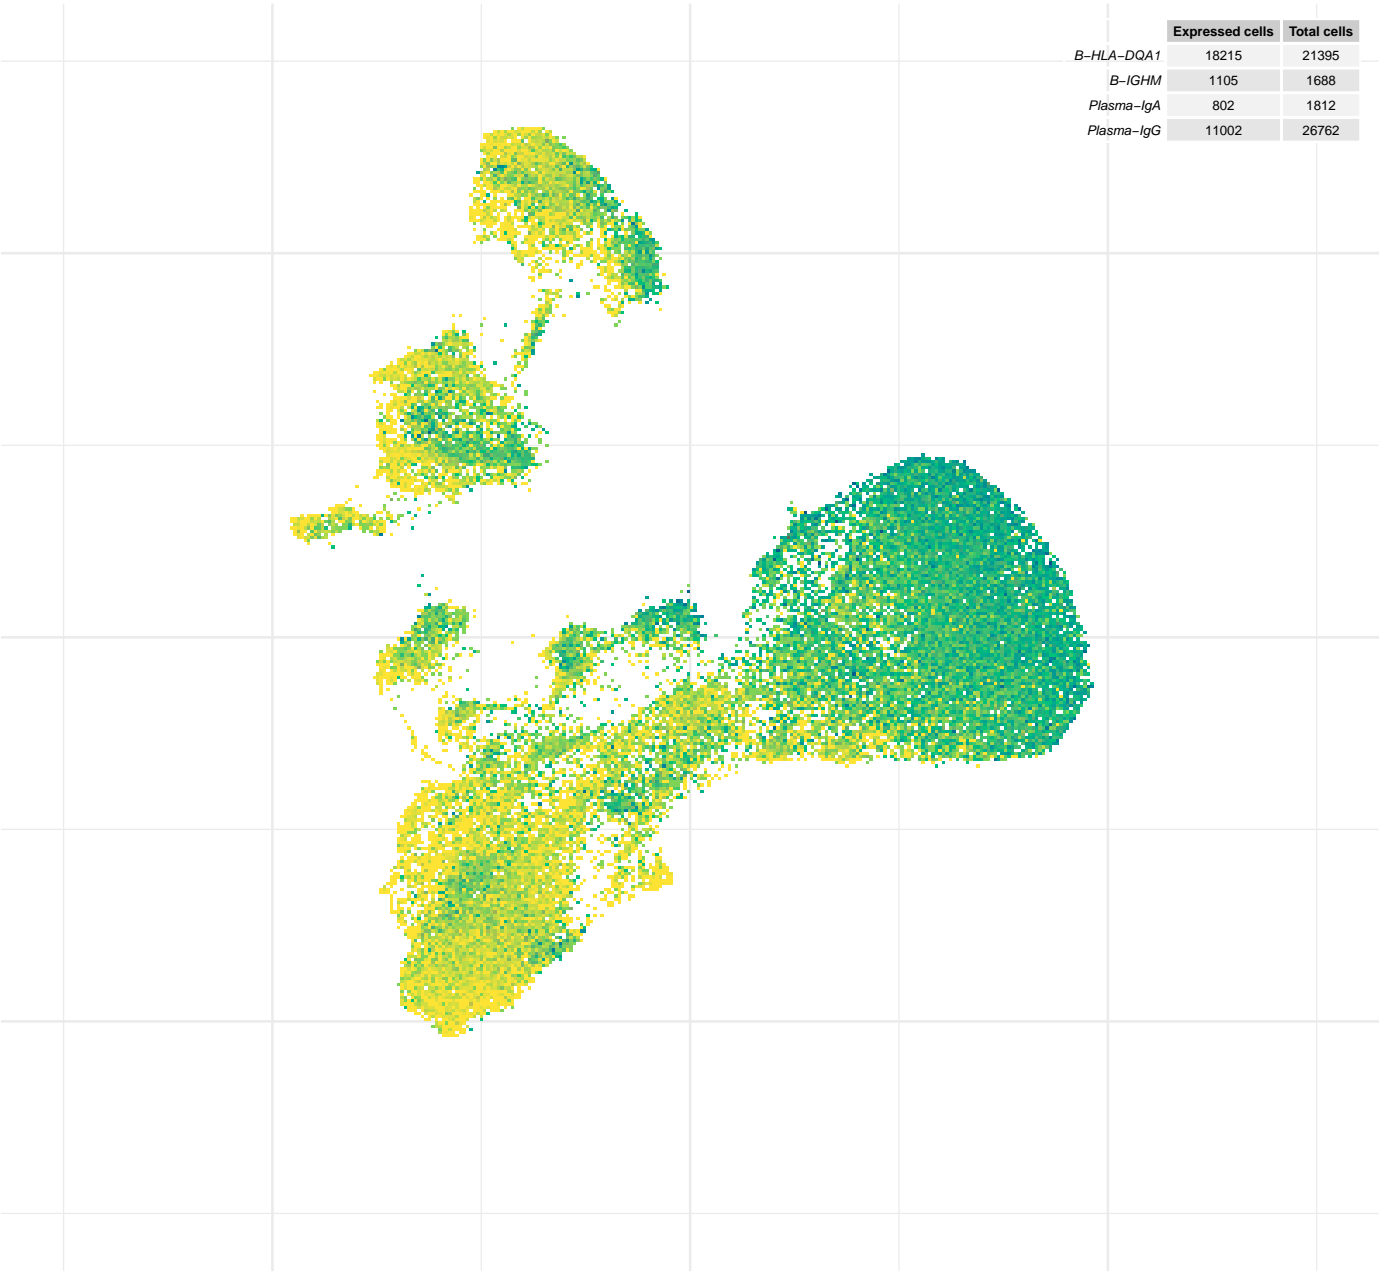 Expressed cells Total cells
B−HLA−DQA1 18215 21395
B−IGHM 1105 1688
Plasma−IgA 802 1812
Plasma−IgG 11002 26762